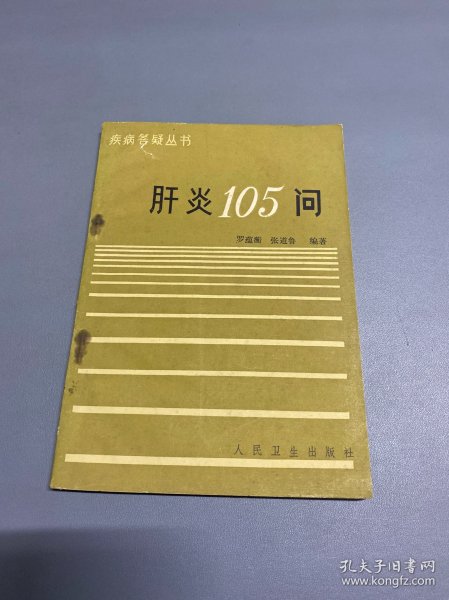 疾病答疑丛书
肝炎105问
罗蕴蘅 张道鲁 编著
人民卫生出版社
孔夫子旧书网
www.kongfz.com